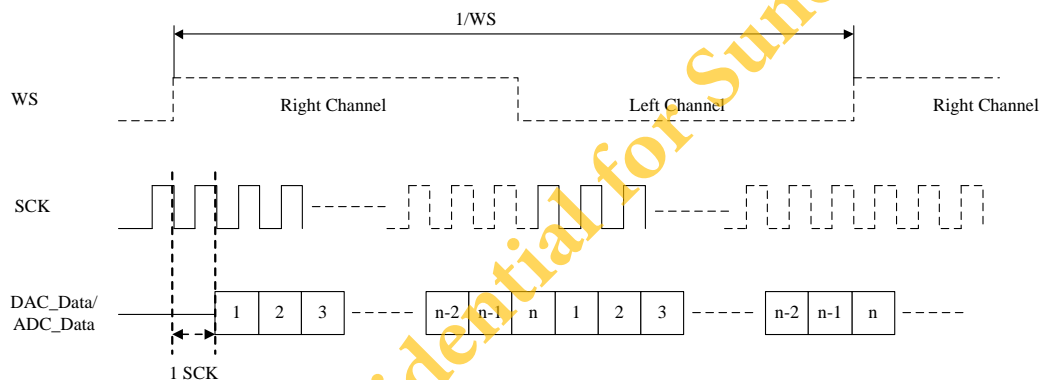 1/WS
WS
Right Channel
Left Channel
Right Channel
SCK
DAC_Data/
ADC_Data
1 2 3 n-2 n-1 n 1 2 3 n-2 n-1 n
1 SCK